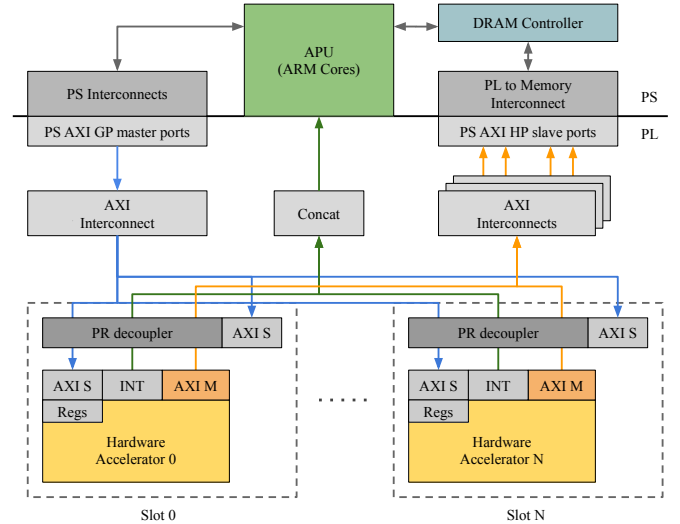 APU
(ARM Cores)
DRAM Controller
PS Interconnects
PL to Memory
Interconnect
PS
PS AXI GP master ports
PS AXI HP slave ports
PL
AXI
Interconnect
Concat
AXI
Interconnects
PR decoupler
AXI S
PR decoupler
AXI S
AXI S
INT
AXI M
Regs
Hardware
Accelerator 0
.....
AXI S
INT
AXI M
Regs
Hardware
Accelerator N
Slot 0
Slot N